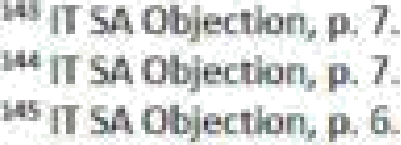 143 IT SA Objection, p. 7.
144 IT SA Objection, p. 7.
145 IT SA Objection, p. 6.